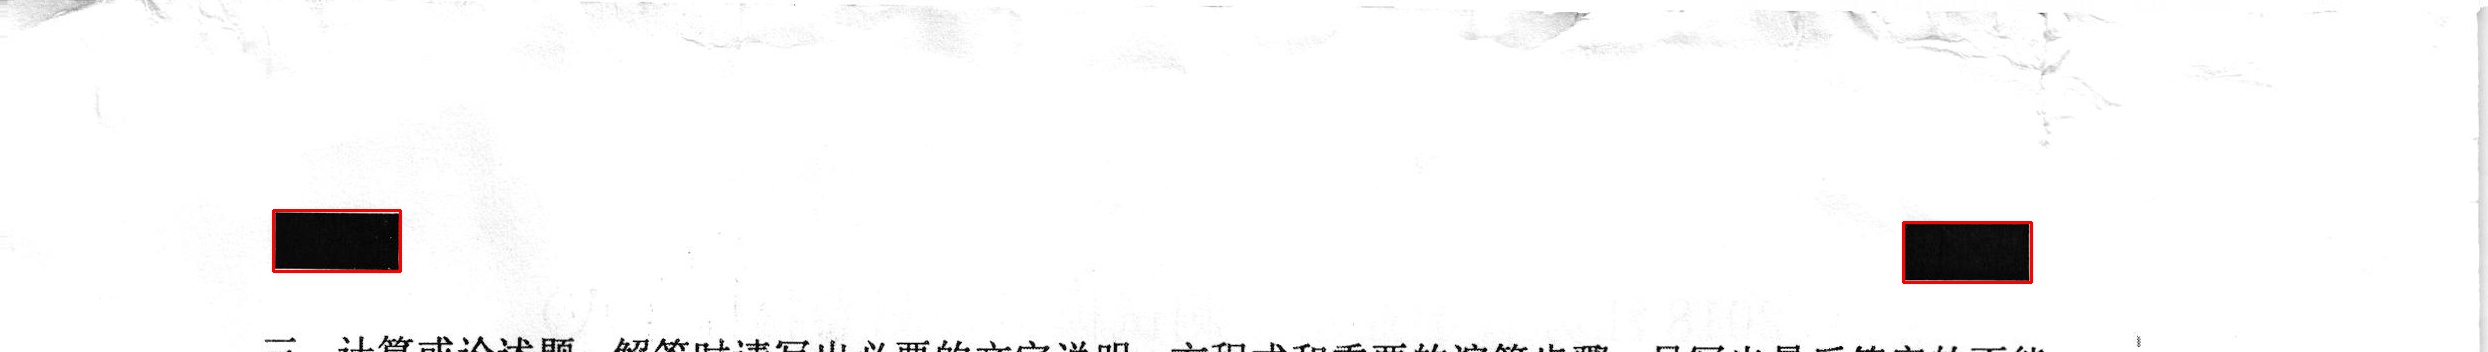 三、计算或论述题：解答时请写出必要的文字说明、方程式和重要的演算步骤．只写出最后答案的不能